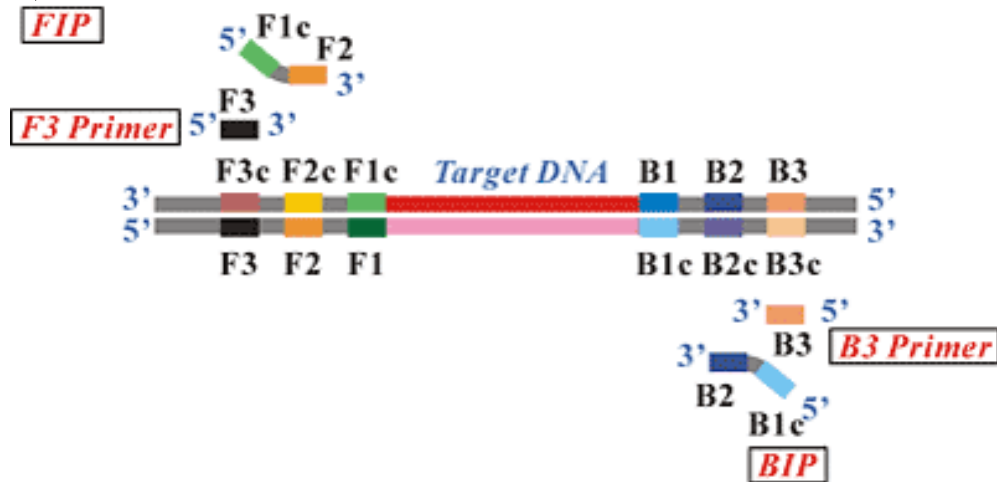 FIP
5’ F1c F2 3’
F3
F3 Primer 5’ 3’
F3c F2c F1c Target DNA B1 B2 B3
3’ 5’
5’ 3’
F3 F2 F1 B1c B2c B3c
3’ 5’
B3 B3 Primer
3’
B2 5’
B1c
BIP